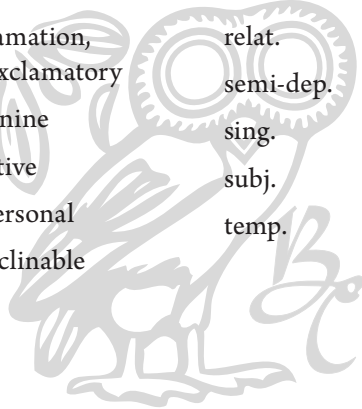 amation,
xclamatory
nine
tive
ersonal
clinable
relat.
semi-dep.
sing.
subj.
temp.